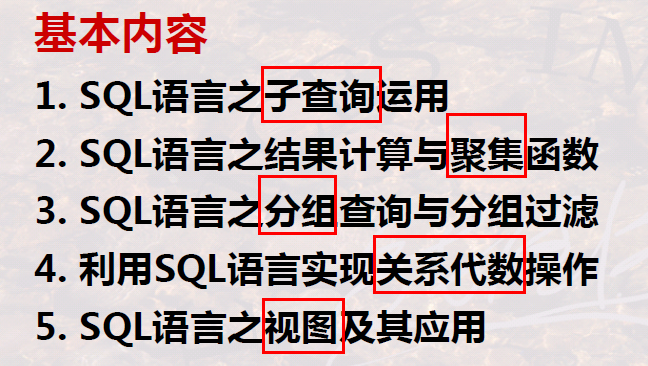 基本内容
1. SQL语言之子查询运用
2. SQL语言之结果计算与聚集函数
3. SQL语言之分组查询与分组过滤
4. 利用SQL语言实现关系代数操作
5. SQL语言之视图及其应用